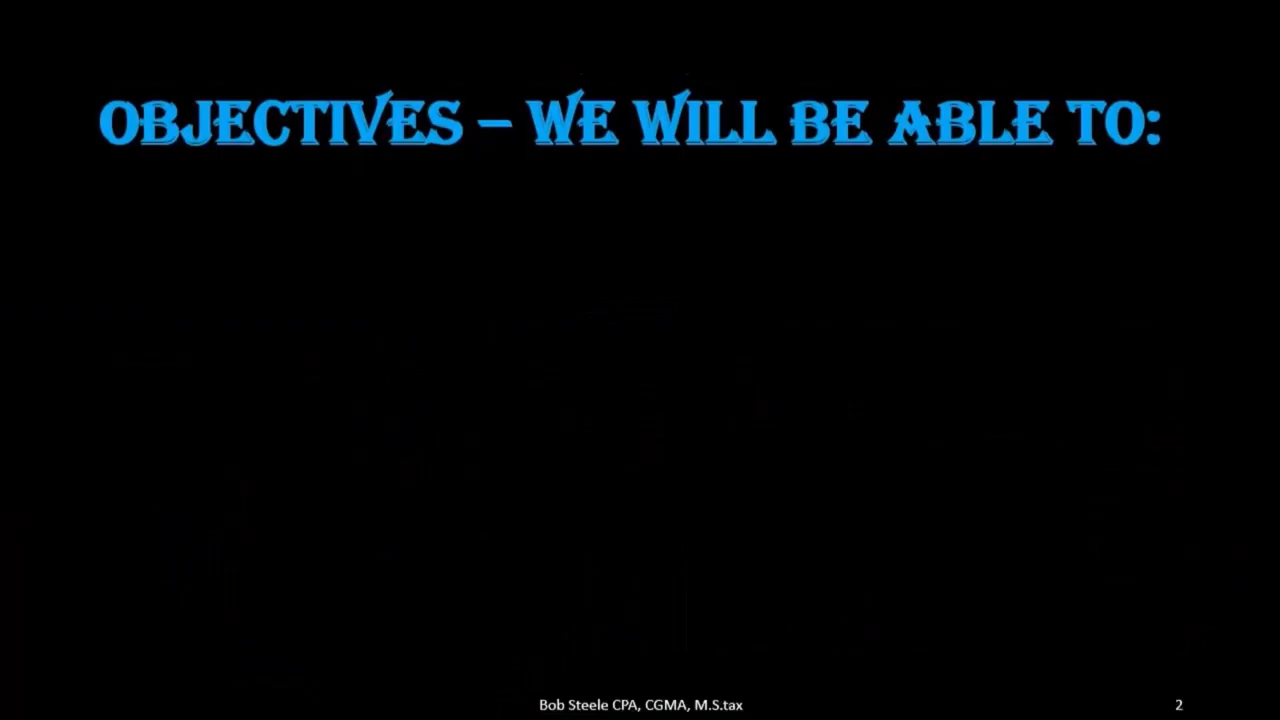 OBJECTIVES – WE WILL BE ABLE TO:
Bob Steele CPA, CGMA, M.S.tax
2